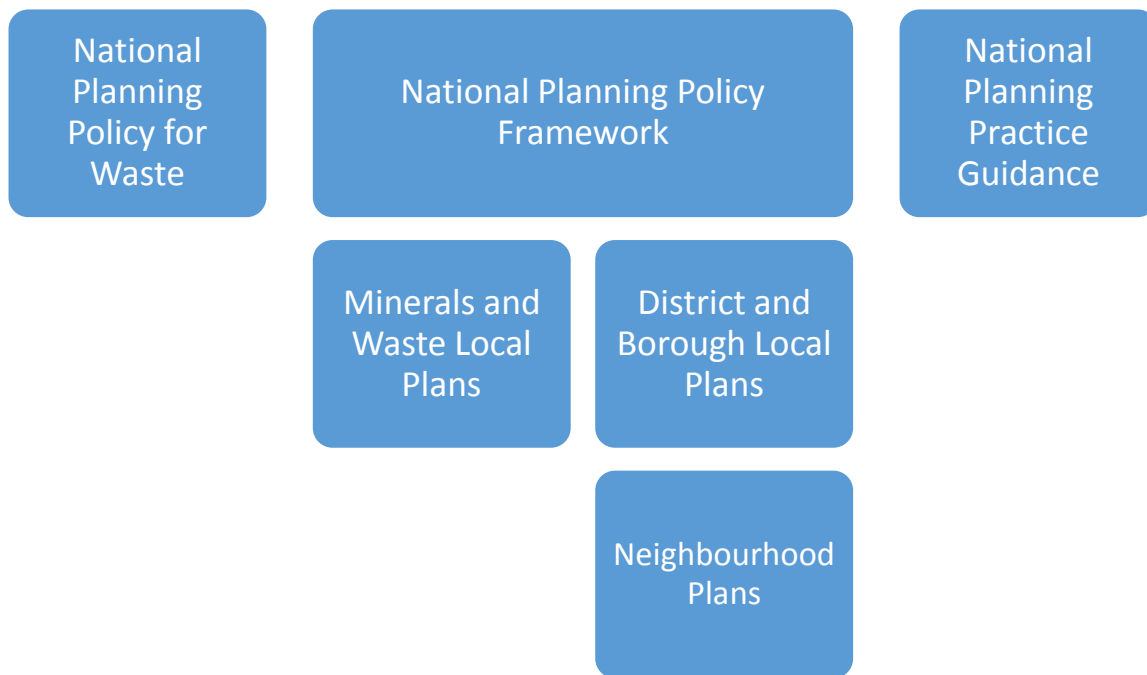 National
Planning
Policy for
Waste
National Planning Policy
Framework
National
Planning
Practice
Guidance
Minerals and
Waste Local
Plans
District and
Borough Local
Plans
Neighbourhood
Plans